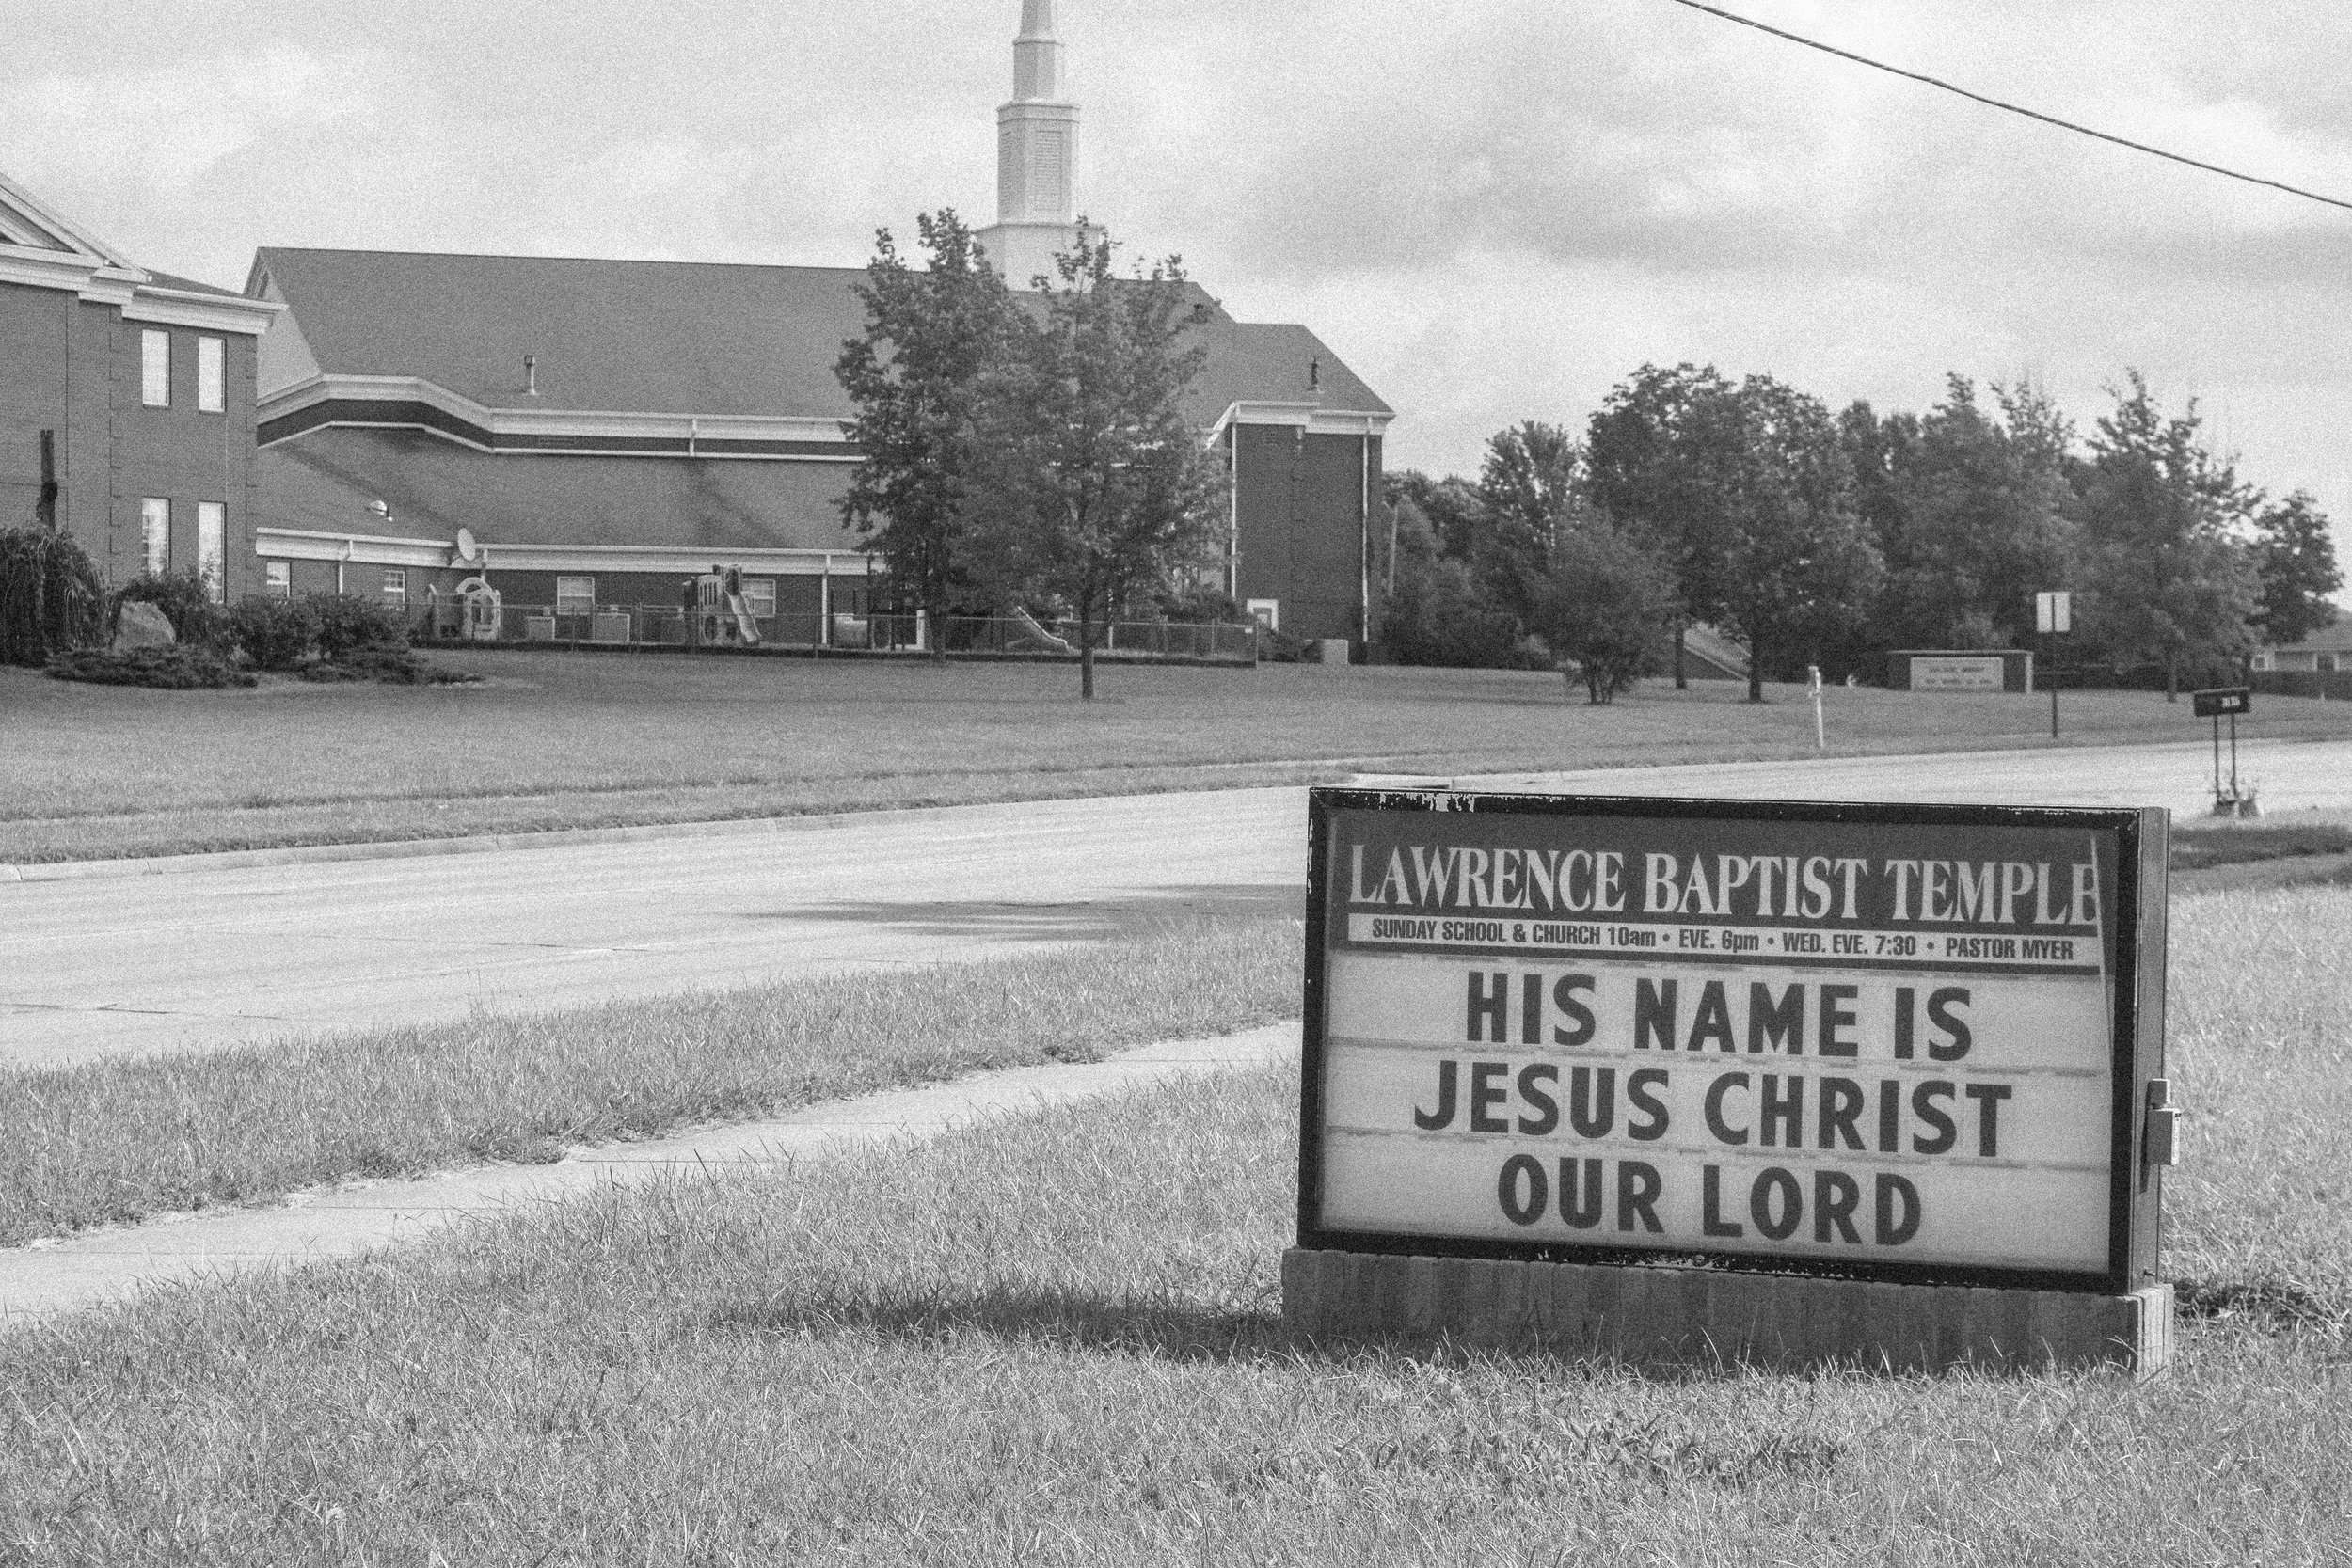 LAWRENCE BAPTIST TEMPLE
SUNDAY SCHOOL & CHURCH 10am • EVE. 6pm • WED. EVE. 7:30 • PASTOR MYER
HIS NAME IS
JESUS CHRIST
OUR LORD